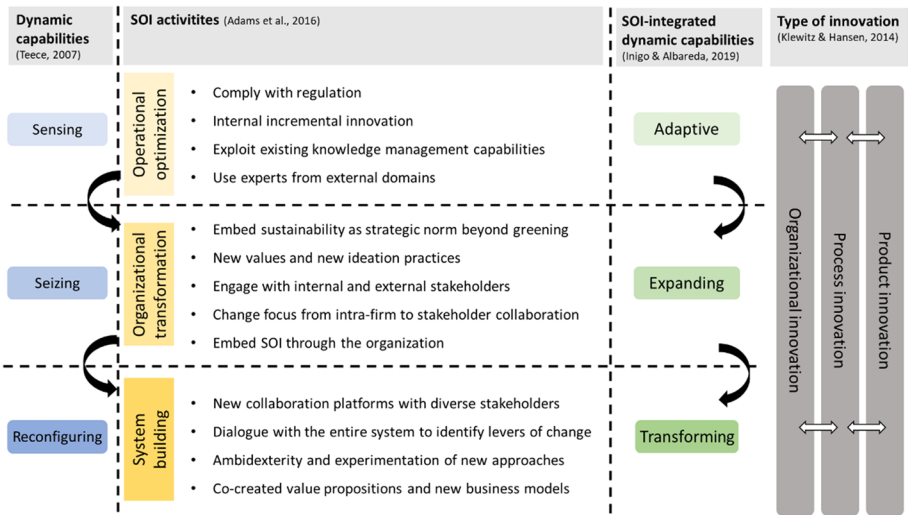 Dynamic
capabilities
(Teece, 2007)
SOI activitites (Adams et al., 2016)
SOI-integrated
dynamic capabilities
(Inigo & Albareda, 2019)
Type of innovation
(Klewitz & Hansen, 2014)
Sensing
Operational
optimization
• Comply with regulation
• Internal incremental innovation
• Exploit existing knowledge management capabilities
• Use experts from external domains
Adaptive
Seizing
Organizational
transformation
• Embed sustainability as strategic norm beyond greening
• New values and new ideation practices
• Engage with internal and external stakeholders
• Change focus from intra-firm to stakeholder collaboration
• Embed SOI through the organization
Expanding
Reconfiguring
System
building
• New collaboration platforms with diverse stakeholders
• Dialogue with the entire system to identify levers of change
• Ambidexterity and experimentation of new approaches
• Co-created value propositions and new business models
Transforming
Organizational innovation
Process innovation
Product innovation